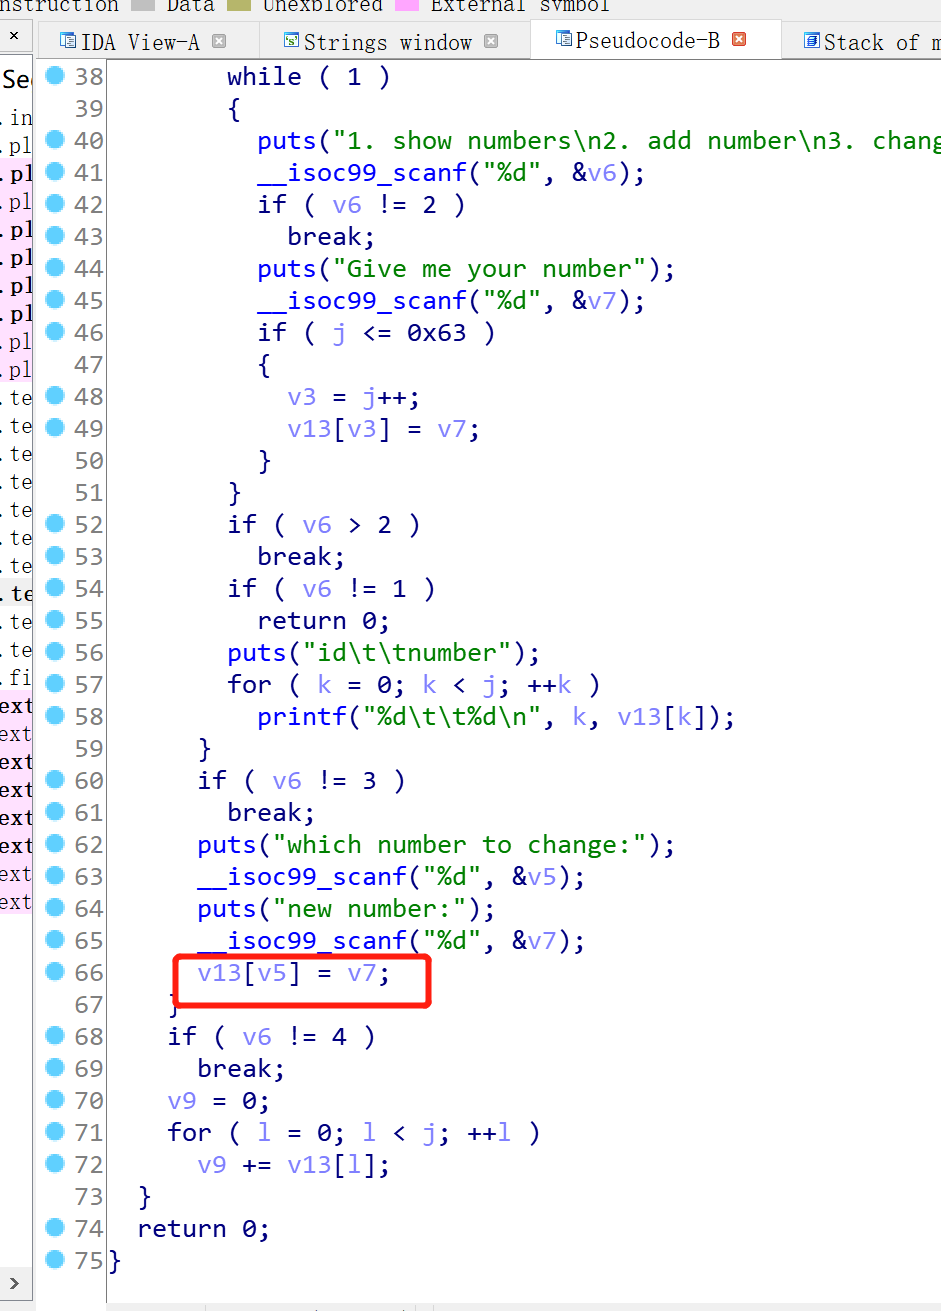 nstruction Data Unexplored External symbol
IDA View-A Strings window Pseudocode-B Stack of m
Se
.in
.pl
.pl
.pl
.pl
.pl
.pl
.pl
.pl
.pl
.te
.te
.te
.te
.te
.te
.te
.te
.te
.te
.fi
ext
ext
ext
ext
ext
ext
ext
ext
38 while ( 1 )
39 {
40 puts("1. show numbers\n2. add number\n3. chang
41 __isoc99_scanf("%d", &v6);
42 if ( v6 != 2 )
43 break;
44 puts("Give me your number");
45 __isoc99_scanf("%d", &v7);
46 if ( j <= 0x63 )
47 {
48 v3 = j++;
49 v13[v3] = v7;
50 }
51 }
52 if ( v6 > 2 )
53 break;
54 if ( v6 != 1 )
55 return 0;
56 puts("id\t\tnumber");
57 for ( k = 0; k < j; ++k )
58 printf("%d\t\t%d\n", k, v13[k]);
59 }
60 if ( v6 != 3 )
61 break;
62 puts("which number to change:");
63 __isoc99_scanf("%d", &v5);
64 puts("new number:");
65 __isoc99_scanf("%d", &v7);
66 v13[v5] = v7;
67 }
68 if ( v6 != 4 )
69 break;
70 v9 = 0;
71 for ( l = 0; l < j; ++l )
72 v9 += v13[l];
73 }
74 return 0;
75 }